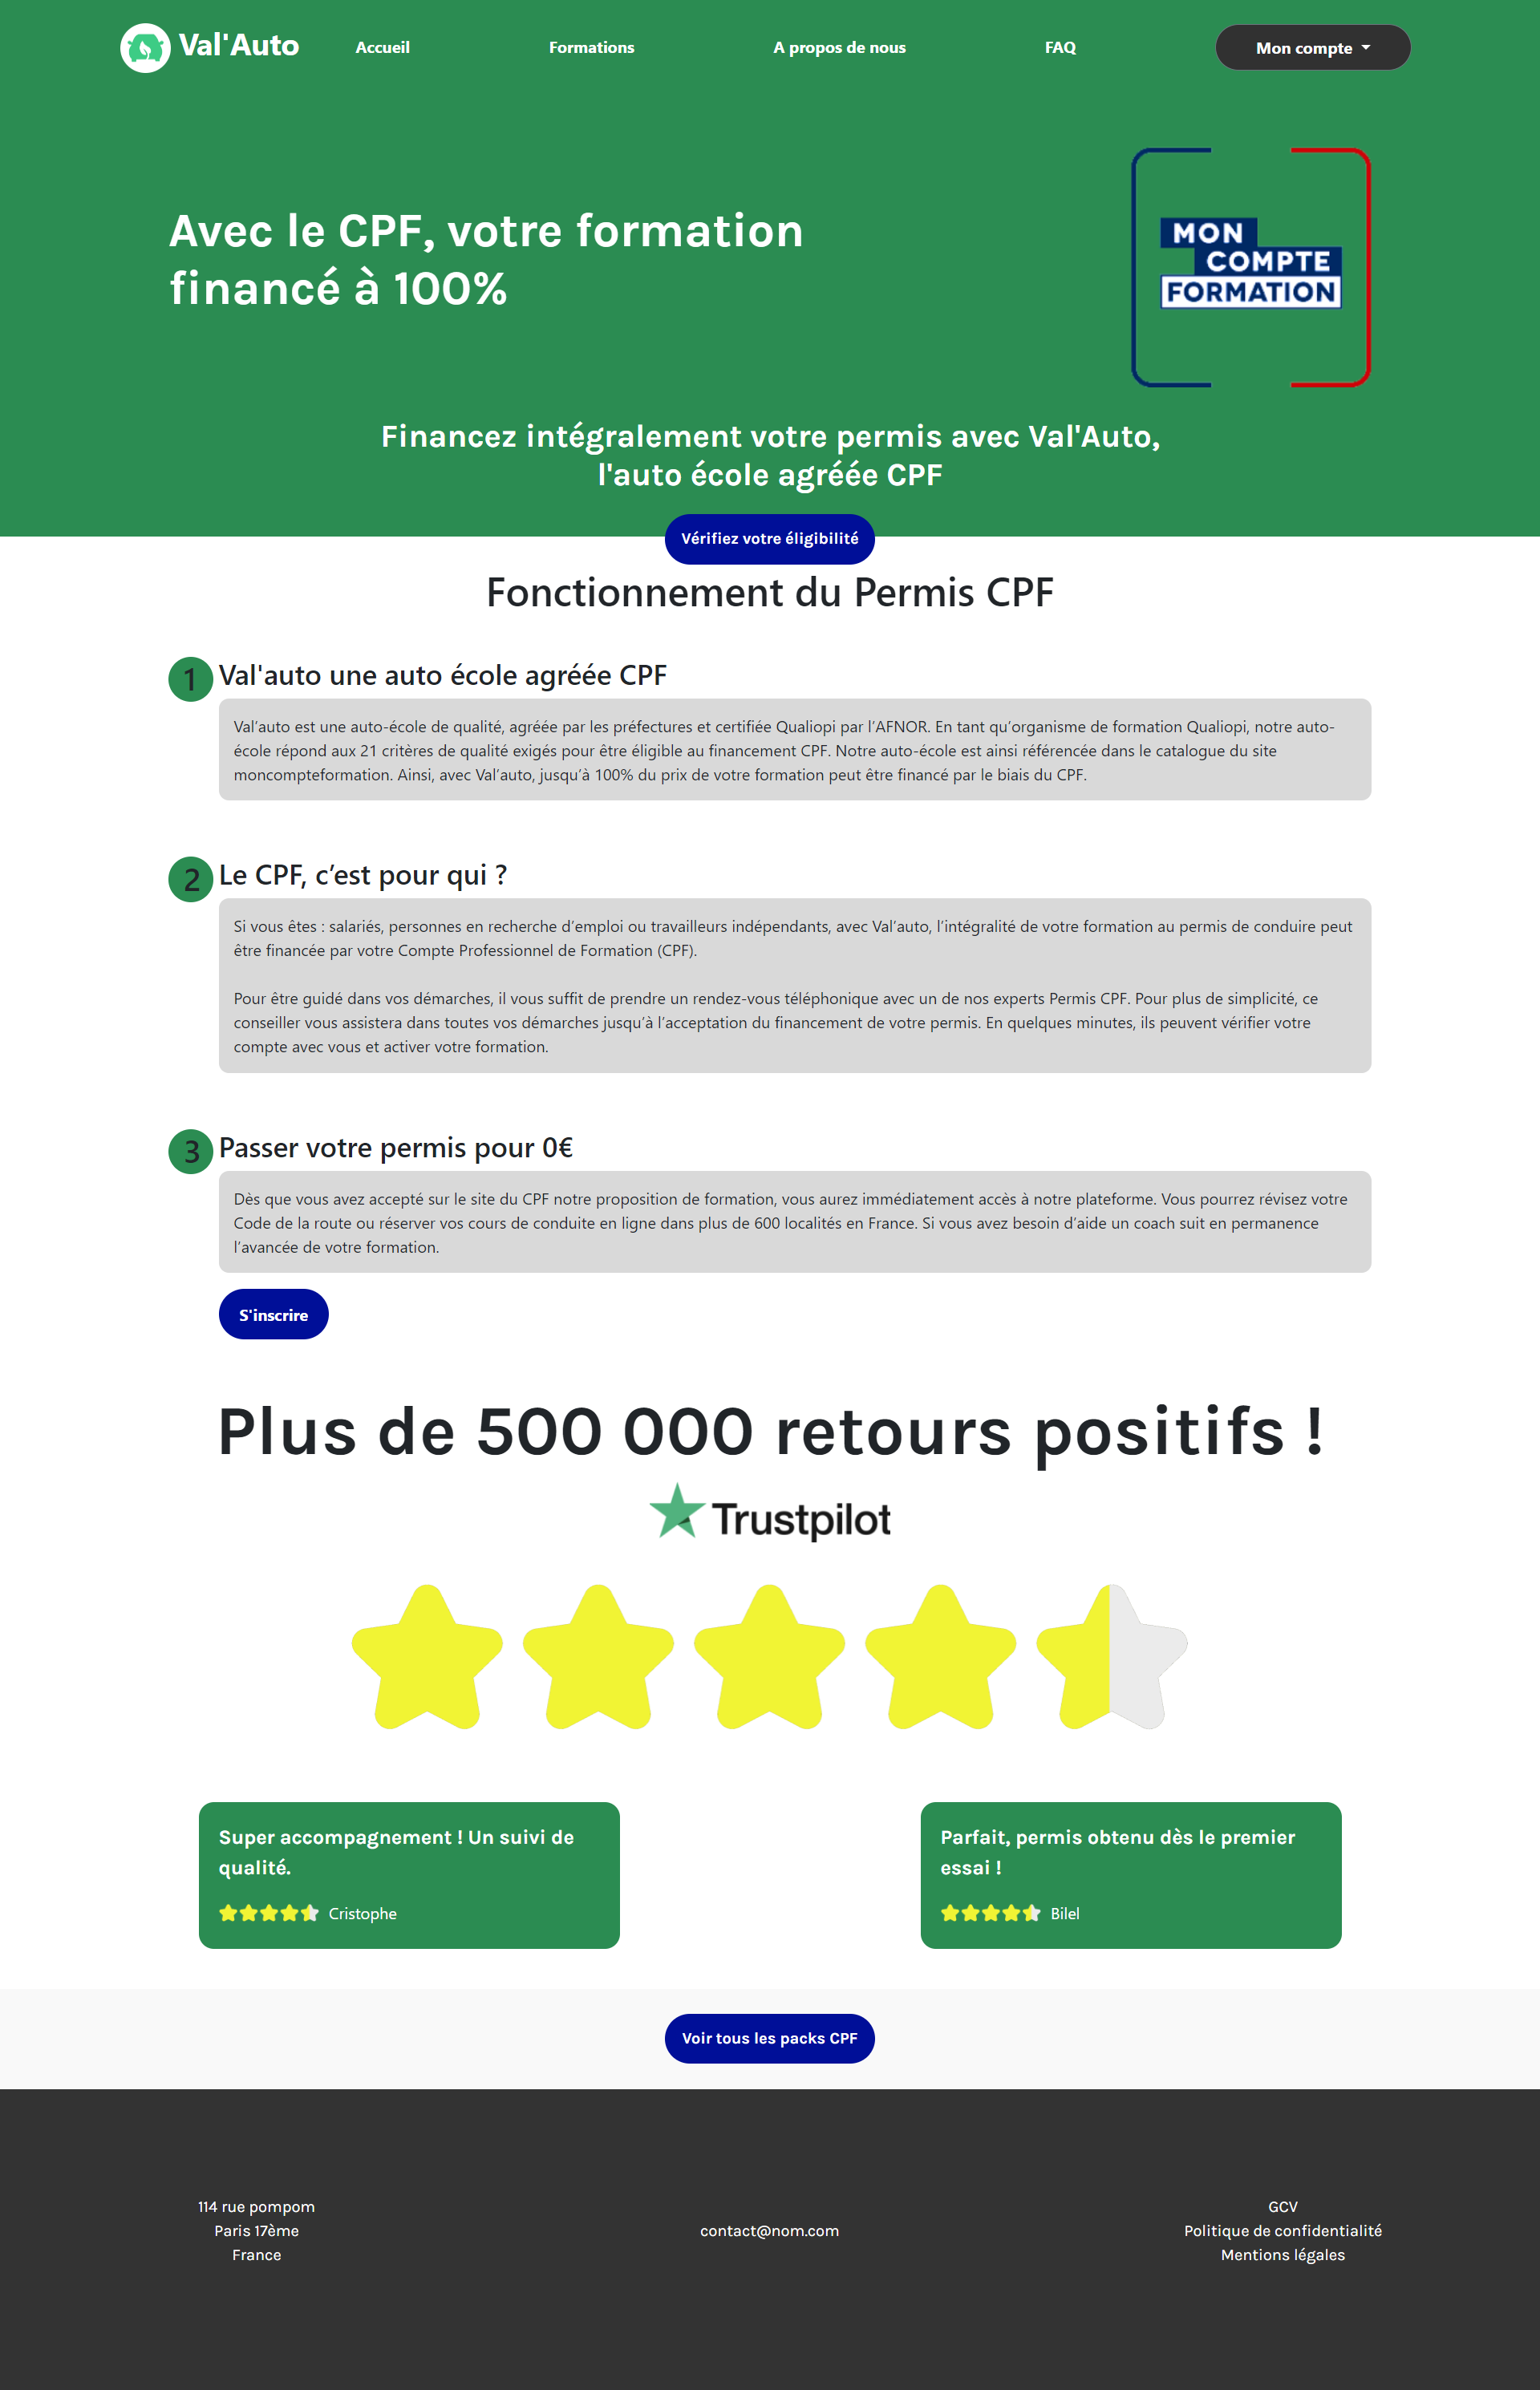 Val'Auto
Accueil
Formations
A propos de nous
FAQ
Mon compte
Avec le CPF, votre formation
financé à 100%
MON
COMPTE
FORMATION
Financez intégralement votre permis avec Val'Auto,
l'auto école agréée CPF
Vérifiez votre éligibilité
Fonctionnement du Permis CPF
1
Val'auto une auto école agréée CPF
Val’auto est une auto-école de qualité, agréée par les préfectures et certifiée Qualiopi par l’AFNOR. En tant qu’organisme de formation Qualiopi, notre auto-
école répond aux 21 critères de qualité exigés pour être éligible au financement CPF. Notre auto-école est ainsi référencée dans le catalogue du site
moncompteformation. Ainsi, avec Val’auto, jusqu’à 100% du prix de votre formation peut être financé par le biais du CPF.
2
Le CPF, c’est pour qui ?
Si vous êtes : salariés, personnes en recherche d’emploi ou travailleurs indépendants, avec Val’auto, l’intégralité de votre formation au permis de conduire peut
être financée par votre Compte Professionnel de Formation (CPF).
Pour être guidé dans vos démarches, il vous suffit de prendre un rendez-vous téléphonique avec un de nos experts Permis CPF. Pour plus de simplicité, ce
conseiller vous assistera dans toutes vos démarches jusqu’à l’acceptation du financement de votre permis. En quelques minutes, ils peuvent vérifier votre
compte avec vous et activer votre formation.
3
Passer votre permis pour 0€
Dès que vous avez accepté sur le site du CPF notre proposition de formation, vous aurez immédiatement accès à notre plateforme. Vous pourrez révisez votre
Code de la route ou réserver vos cours de conduite en ligne dans plus de 600 localités en France. Si vous avez besoin d’aide un coach suit en permanence
l’avancée de votre formation.
S'inscrire
Plus de 500 000 retours positifs !
Trustpilot
Super accompagnement ! Un suivi de
qualité.
Cristophe
Parfait, permis obtenu dès le premier
essai !
Bilel
Voir tous les packs CPF
114 rue pompom
Paris 17ème
France
contact@nom.com
GCV
Politique de confidentialité
Mentions légales